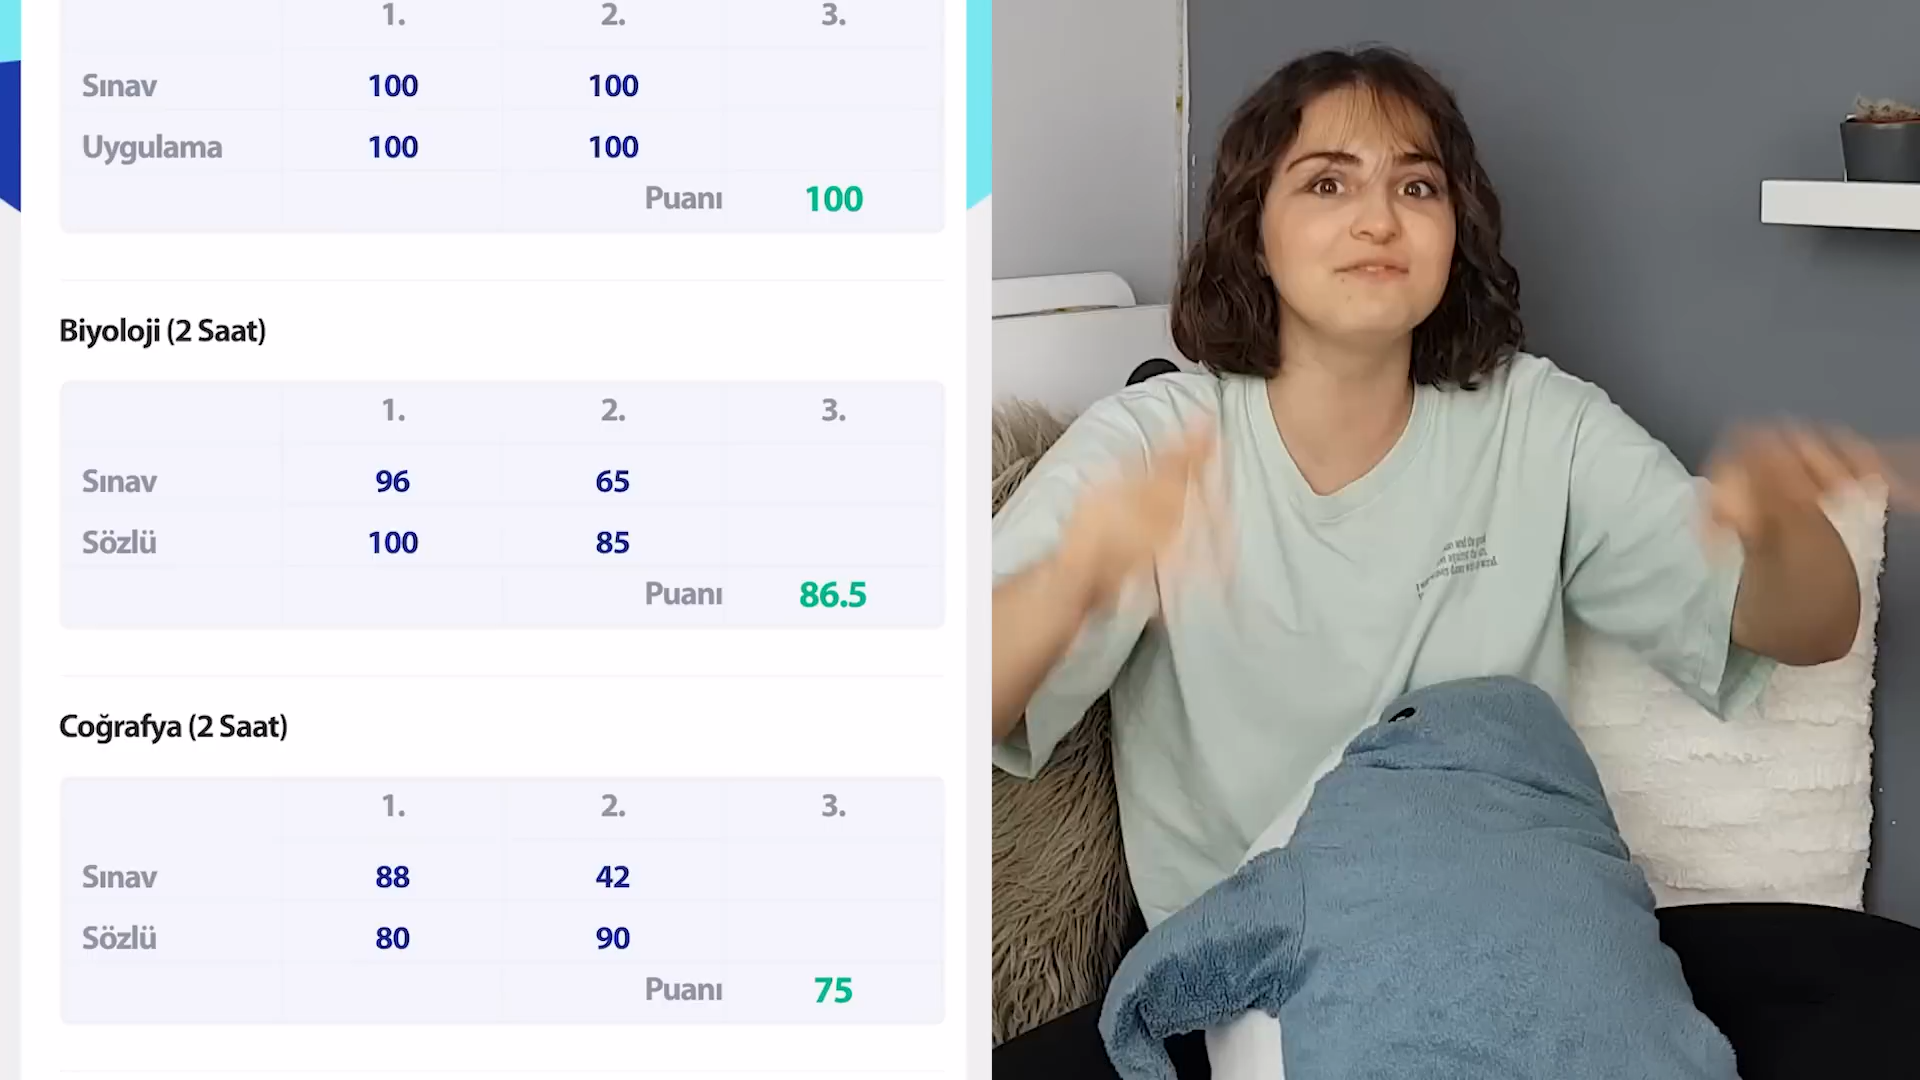 1. 2. 3.
Sınav 100 100
Uygulama 100 100
Puanı 100
Biyoloji (2 Saat)
1. 2. 3.
Sınav 96 65
Sözlü 100 85
Puanı 86.5
Coğrafya (2 Saat)
1. 2. 3.
Sınav 88 42
Sözlü 80 90
Puanı 75